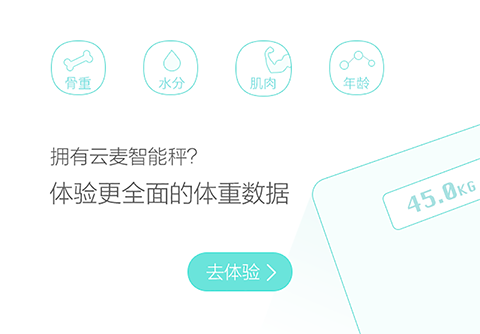 骨重
水分
肌肉
年龄
拥有云麦智能秤?
体验更全面的体重数据
45.0KG
去体验